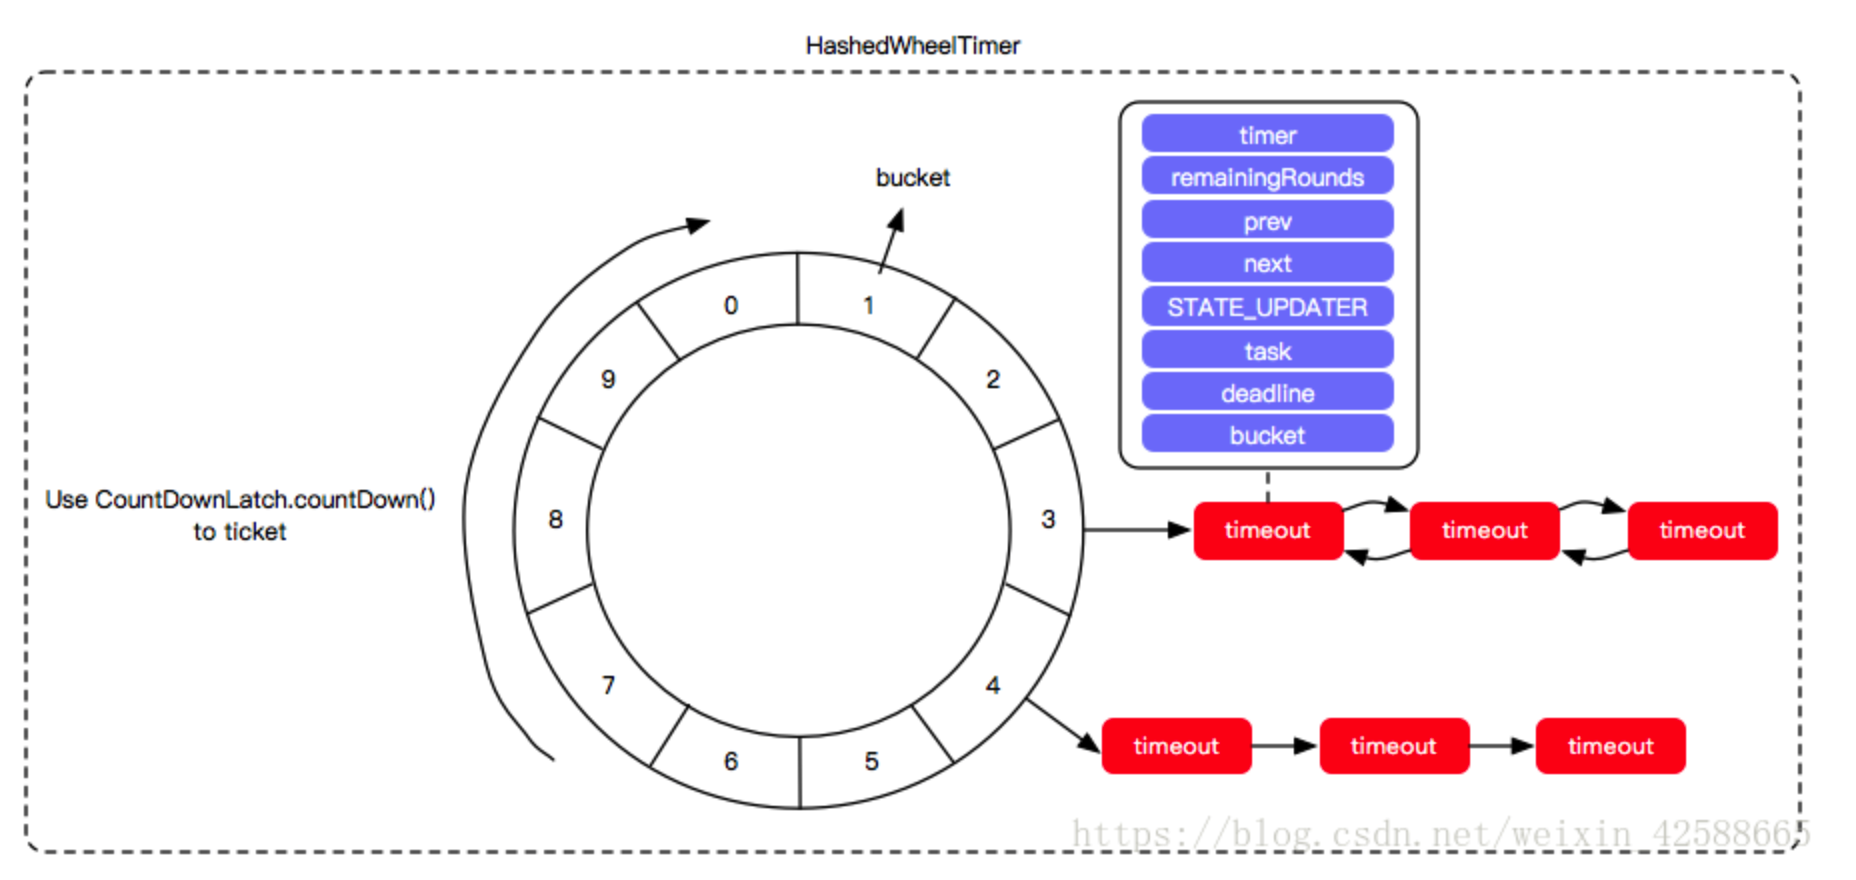 HashedWheelTimer
bucket
timer
remainingRounds
prev
next
STATE_UPDATER
task
deadline
bucket
0
1
2
3
4
5
6
7
8
9
Use CountDownLatch.countDown()
to ticket
timeout
timeout
timeout
timeout
timeout
timeout
https://blog.csdn.net/weixin_42588665